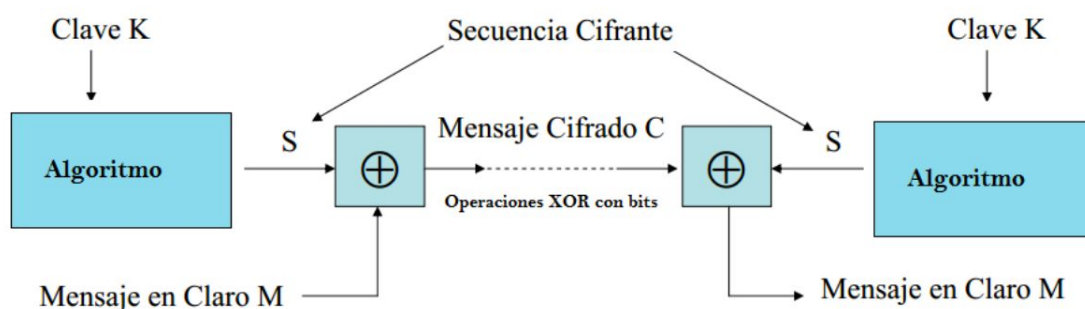 Clave K
Secuencia Cifrante
Clave K
Algoritmo
S
Mensaje Cifrado C
S
Algoritmo
⊕
⊕
Operaciones XOR con bits
Mensaje en Claro M
Mensaje en Claro M